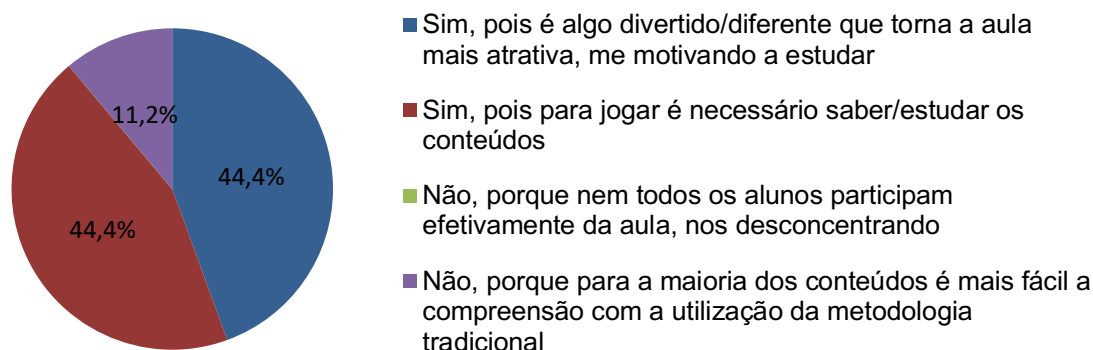 11,2%
44,4%
44,4%
Sim, pois é algo divertido/diferente que torna a aula
mais atrativa, me motivando a estudar
Sim, pois para jogar é necessário saber/estudar os
conteúdos
Não, porque nem todos os alunos participam
efetivamente da aula, nos desconcentrando
Não, porque para a maioria dos conteúdos é mais fácil a
compreensão com a utilização da metodologia
tradicional